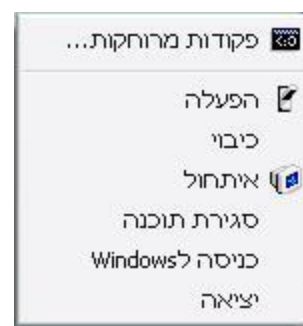 פקודות מרוחקות...
הפעלה
כיבוי
איתחול
סגירת תוכנה
כניסה לWindows
יציאה